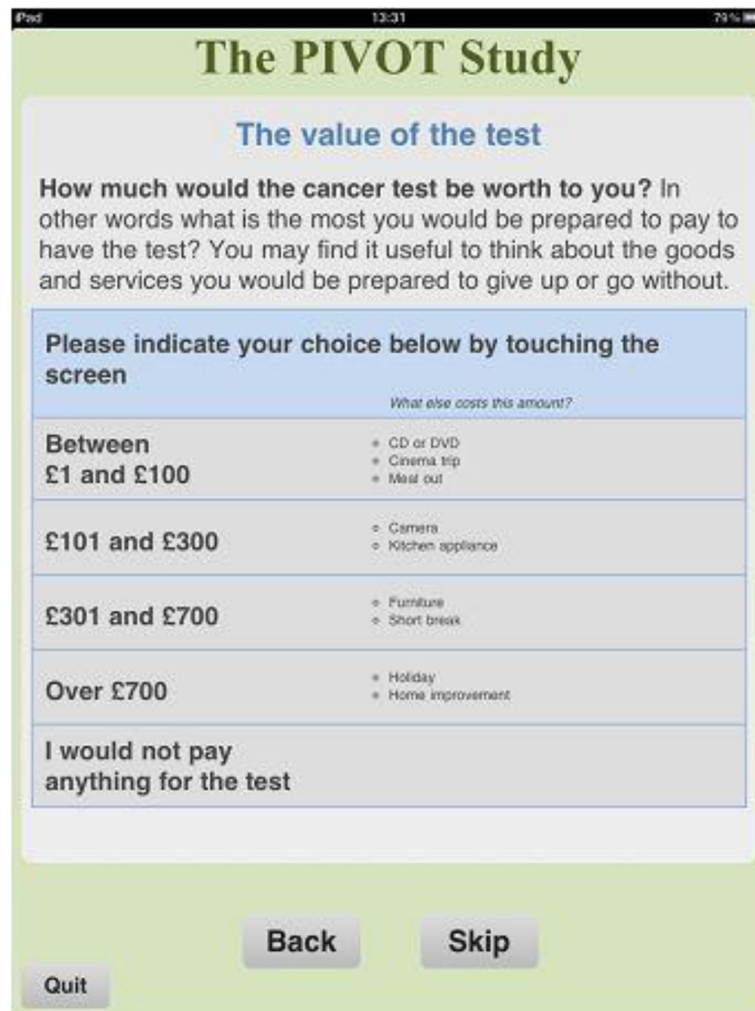 iPad 13:31 79%
The PIVOT Study
The value of the test
How much would the cancer test be worth to you? In
other words what is the most you would be prepared to pay to
have the test? You may find it useful to think about the goods
and services you would be prepared to give up or go without.
Please indicate your choice below by touching the
screen
What else costs this amount?
Between
£1 and £100
CD or DVD
Cinema trip
Meal out
£101 and £300
Camera
Kitchen appliance
£301 and £700
Furniture
Short break
Over £700
Holiday
Home improvement
I would not pay
anything for the test
Back Skip
Quit